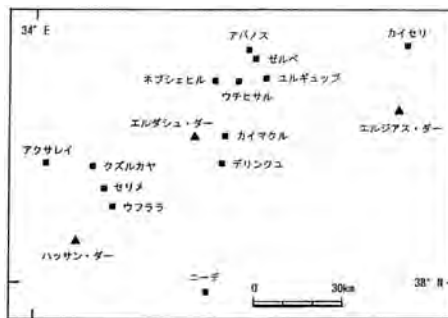 34° E
アバノス
カイセリ
ゼルベ
ネブシェヒル
ユルギュップ
ウチヒサル
エルダシュ・ダー
カイマクル
エルジアス・ダー
アクサレイ
クズルカヤ
デリンクユ
セリメ
ウフララ
ハッサン・ダー
ニーデ
0
30km
38° N